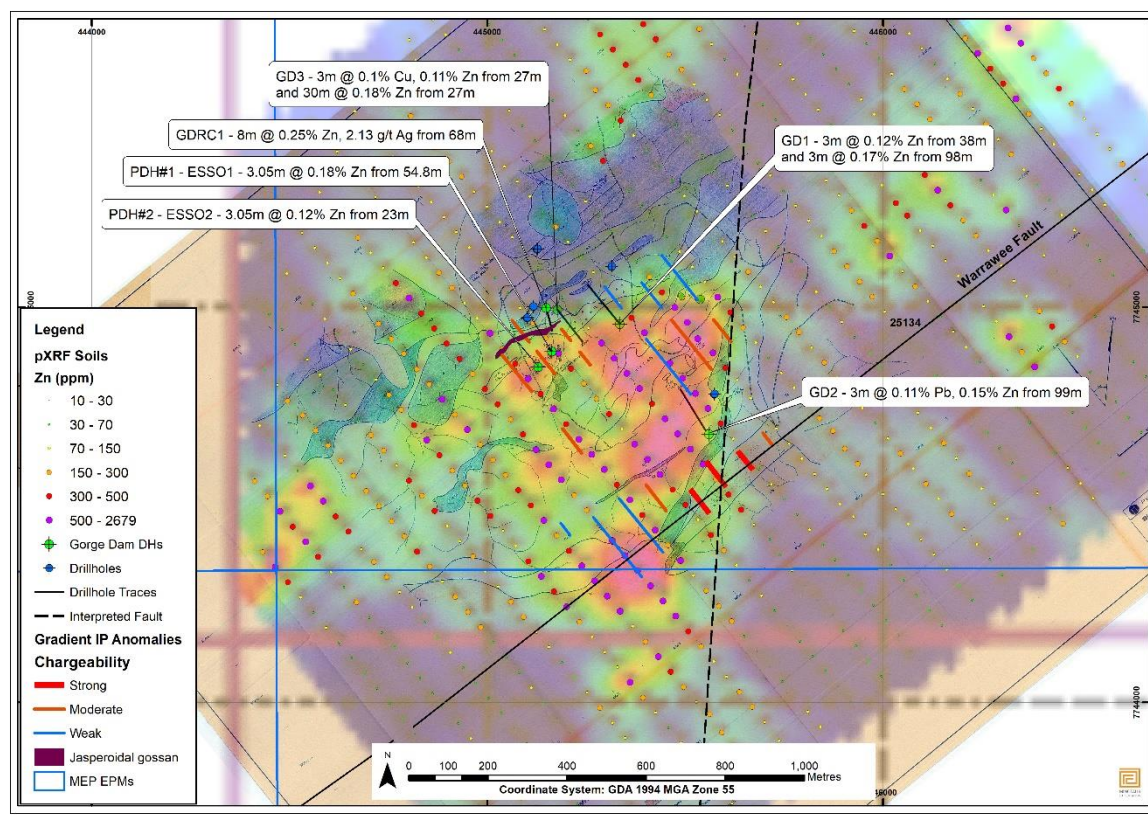 444000
445000
446000
GD3 - 3m @ 0.1% Cu, 0.11% Zn from 27m
and 30m @ 0.18% Zn from 27m
GDRC1 - 8m @ 0.25% Zn, 2.13 g/t Ag from 68m
GD1 - 3m @ 0.12% Zn from 38m
and 3m @ 0.17% Zn from 98m
PDH#1 - ESSO1 - 3.05m @ 0.18% Zn from 54.8m
PDH#2 - ESSO2 - 3.05m @ 0.12% Zn from 23m
Warrawee Fault
7745000
25134
GD2 - 3m @ 0.11% Pb, 0.15% Zn from 99m
Legend
pXRF Soils
Zn (ppm)
10 - 30
30 - 70
70 - 150
150 - 300
300 - 500
500 - 2679
Gorge Dam DHs
Drillholes
Drillhole Traces
Interpreted Fault
Gradient IP Anomalies
Chargeability
Strong
Moderate
Weak
Jasperoidal gossan
MEP EPMs
7744000
N
0 200 400 600 800 1,000
Metres
Coordinate System: GDA 1994 MGA Zone 55